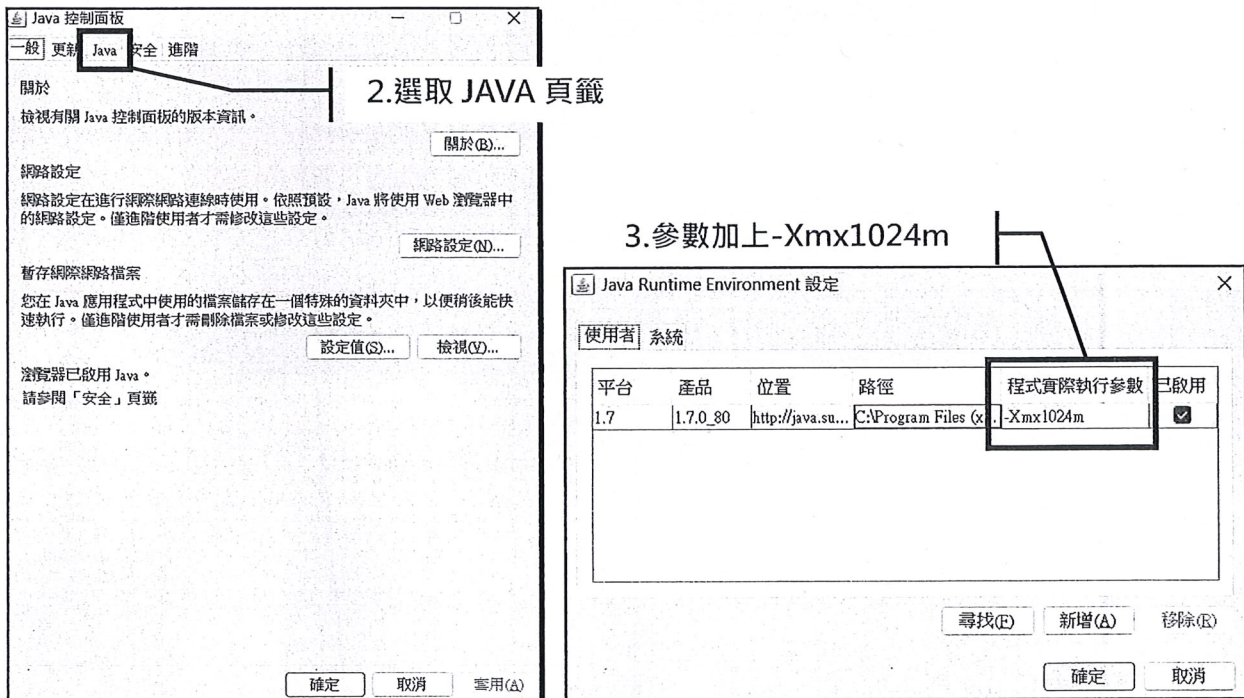 Java 控制面板
一般 更新 Java 安全 進階
2.選取 JAVA 頁籤
關於
檢視有關 Java 控制面板的版本資訊。
關於(B)...
網路設定
網路設定在進行網際網路連線時使用。依照預設，Java 將使用 Web 瀏覽器中
的網路設定。僅進階使用者才需修改這些設定。
網路設定(N)...
暫存網際網路檔案
您在 Java 應用程式中使用的檔案儲存在一個特殊的資料夾中，以便稍後能快
速執行。僅進階使用者才需刪除檔案或修改這些設定。
設定值(S)... 檢視(V)...
瀏覽器已啟用 Java。
請參閱「安全」頁籤
確定 取消 套用(A)
3.參數加上-Xmx1024m
Java Runtime Environment 設定
使用者 系統
平台 產品 位置 路徑 程式實際執行參數 已啟用
1.7 1.7.0_80 http://java.su... C:\Program Files (x... -Xmx1024m
尋找(F) 新增(A) 移除(R)
確定 取消